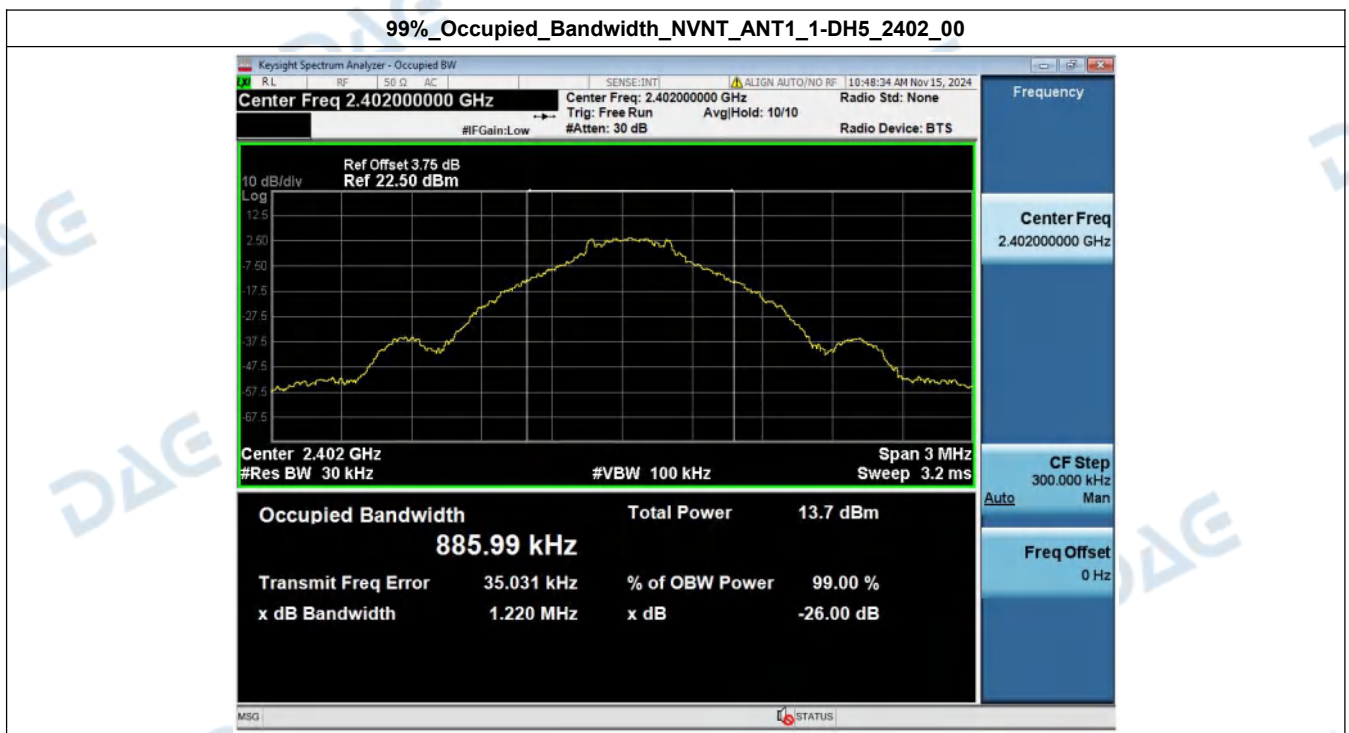 99%_Occupied_Bandwidth_NVNT_ANT1_1-DH5_2402_00
Keysight Spectrum Analyzer - Occupied BW
LXI RL RF 50 Ω AC SENSE:INT ALIGN AUTO/NO RF 10:48:34 AM Nov 15, 2024
Center Freq 2.402000000 GHz
Center Freq: 2.402000000 GHz Radio Std: None
Trig: Free Run Avg|Hold: 10/10
#IFGain:Low #Atten: 30 dB Radio Device: BTS
Ref Offset 3.75 dB
10 dB/div Ref 22.50 dBm
Log
12.5
2.50
-7.50
-17.5
-27.5
-37.5
-47.5
-57.5
-67.5
Center 2.402 GHz Span 3 MHz
#Res BW 30 kHz #VBW 100 kHz Sweep 3.2 ms
Occupied Bandwidth Total Power 13.7 dBm
885.99 kHz
Transmit Freq Error 35.031 kHz % of OBW Power 99.00 %
x dB Bandwidth 1.220 MHz x dB -26.00 dB
MSG STATUS
Frequency
Center Freq
2.402000000 GHz
CF Step
300.000 kHz
Auto Man
Freq Offset
0 Hz
DAE
DAE